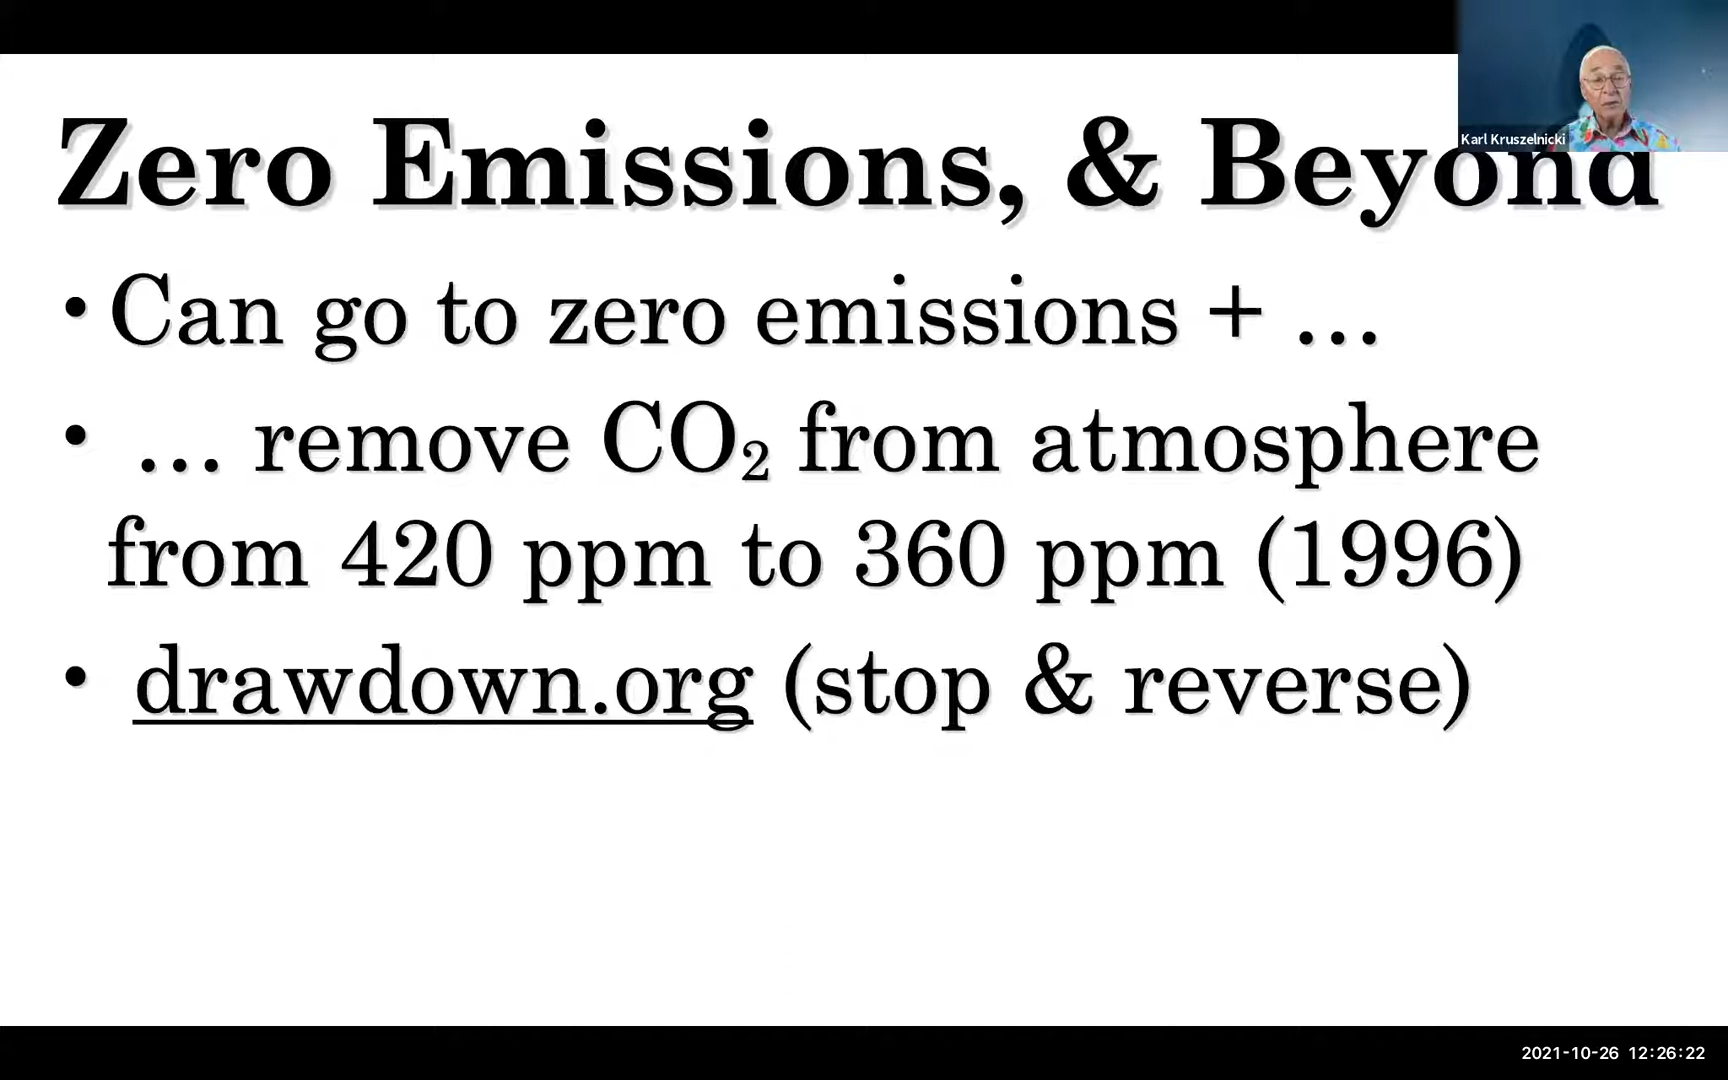 Karl Kruszelnicki
Zero Emissions, & Beyond
• Can go to zero emissions + …
• … remove CO₂ from atmosphere
from 420 ppm to 360 ppm (1996)
• drawdown.org (stop & reverse)
2021-10-26 12:26:22